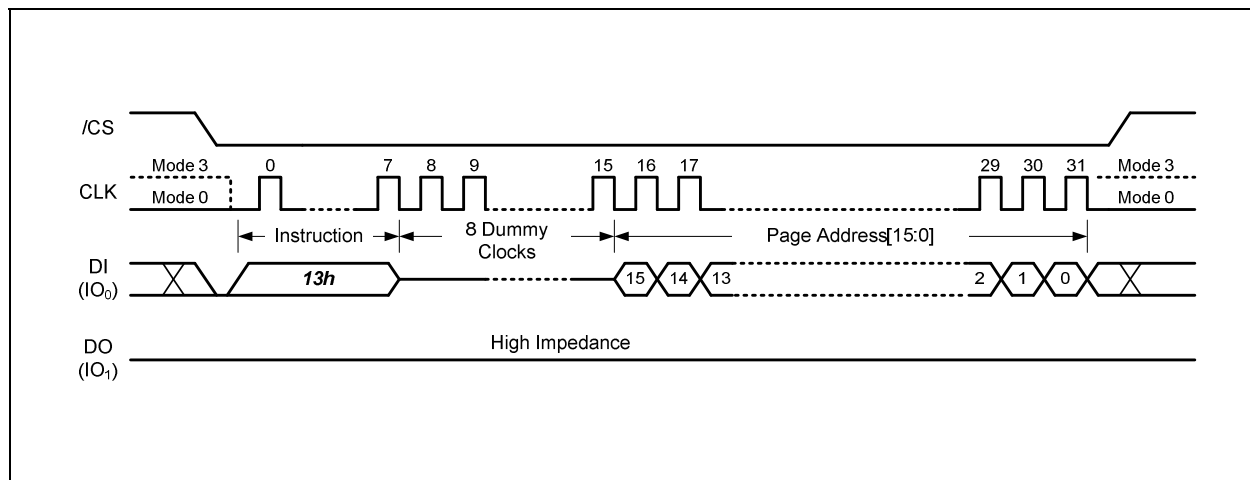 /CS
Mode 3 0 7 8 9 15 16 17 29 30 31 Mode 3
CLK
Mode 0 Mode 0
Instruction 8 Dummy Clocks Page Address[15:0]
DI
(IO₀)
13h 15 14 13 2 1 0
High Impedance
DO
(IO₁)